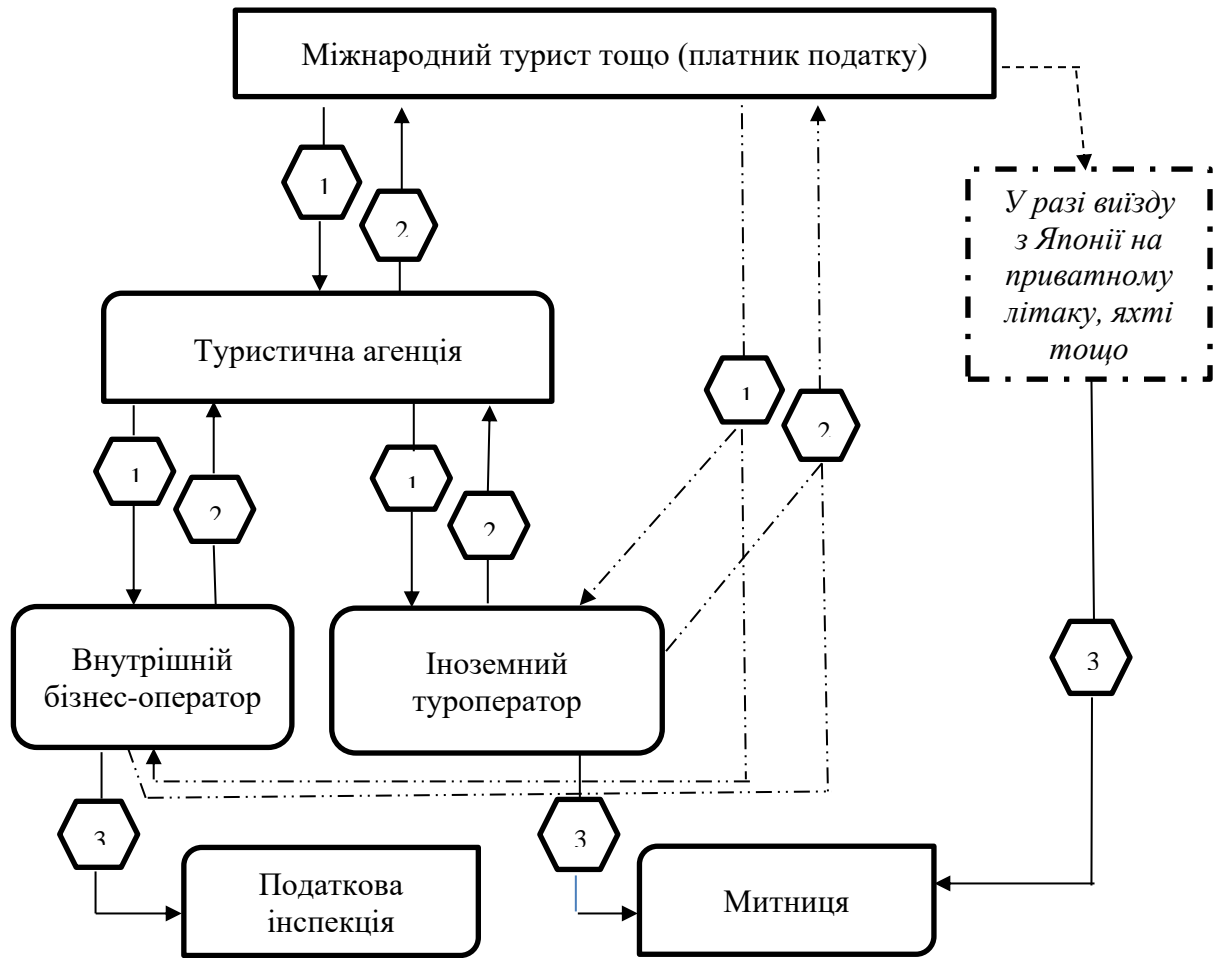 Міжнародний турист тощо (платник податку)
1
2
У разі виїзду
з Японії на
приватному
літаку, яхті
тощо
Туристична агенція
1
2
1
2
1
2
Внутрішній
бізнес-оператор
Іноземний
туроператор
3
3
3
Податкова
інспекція
Митниця